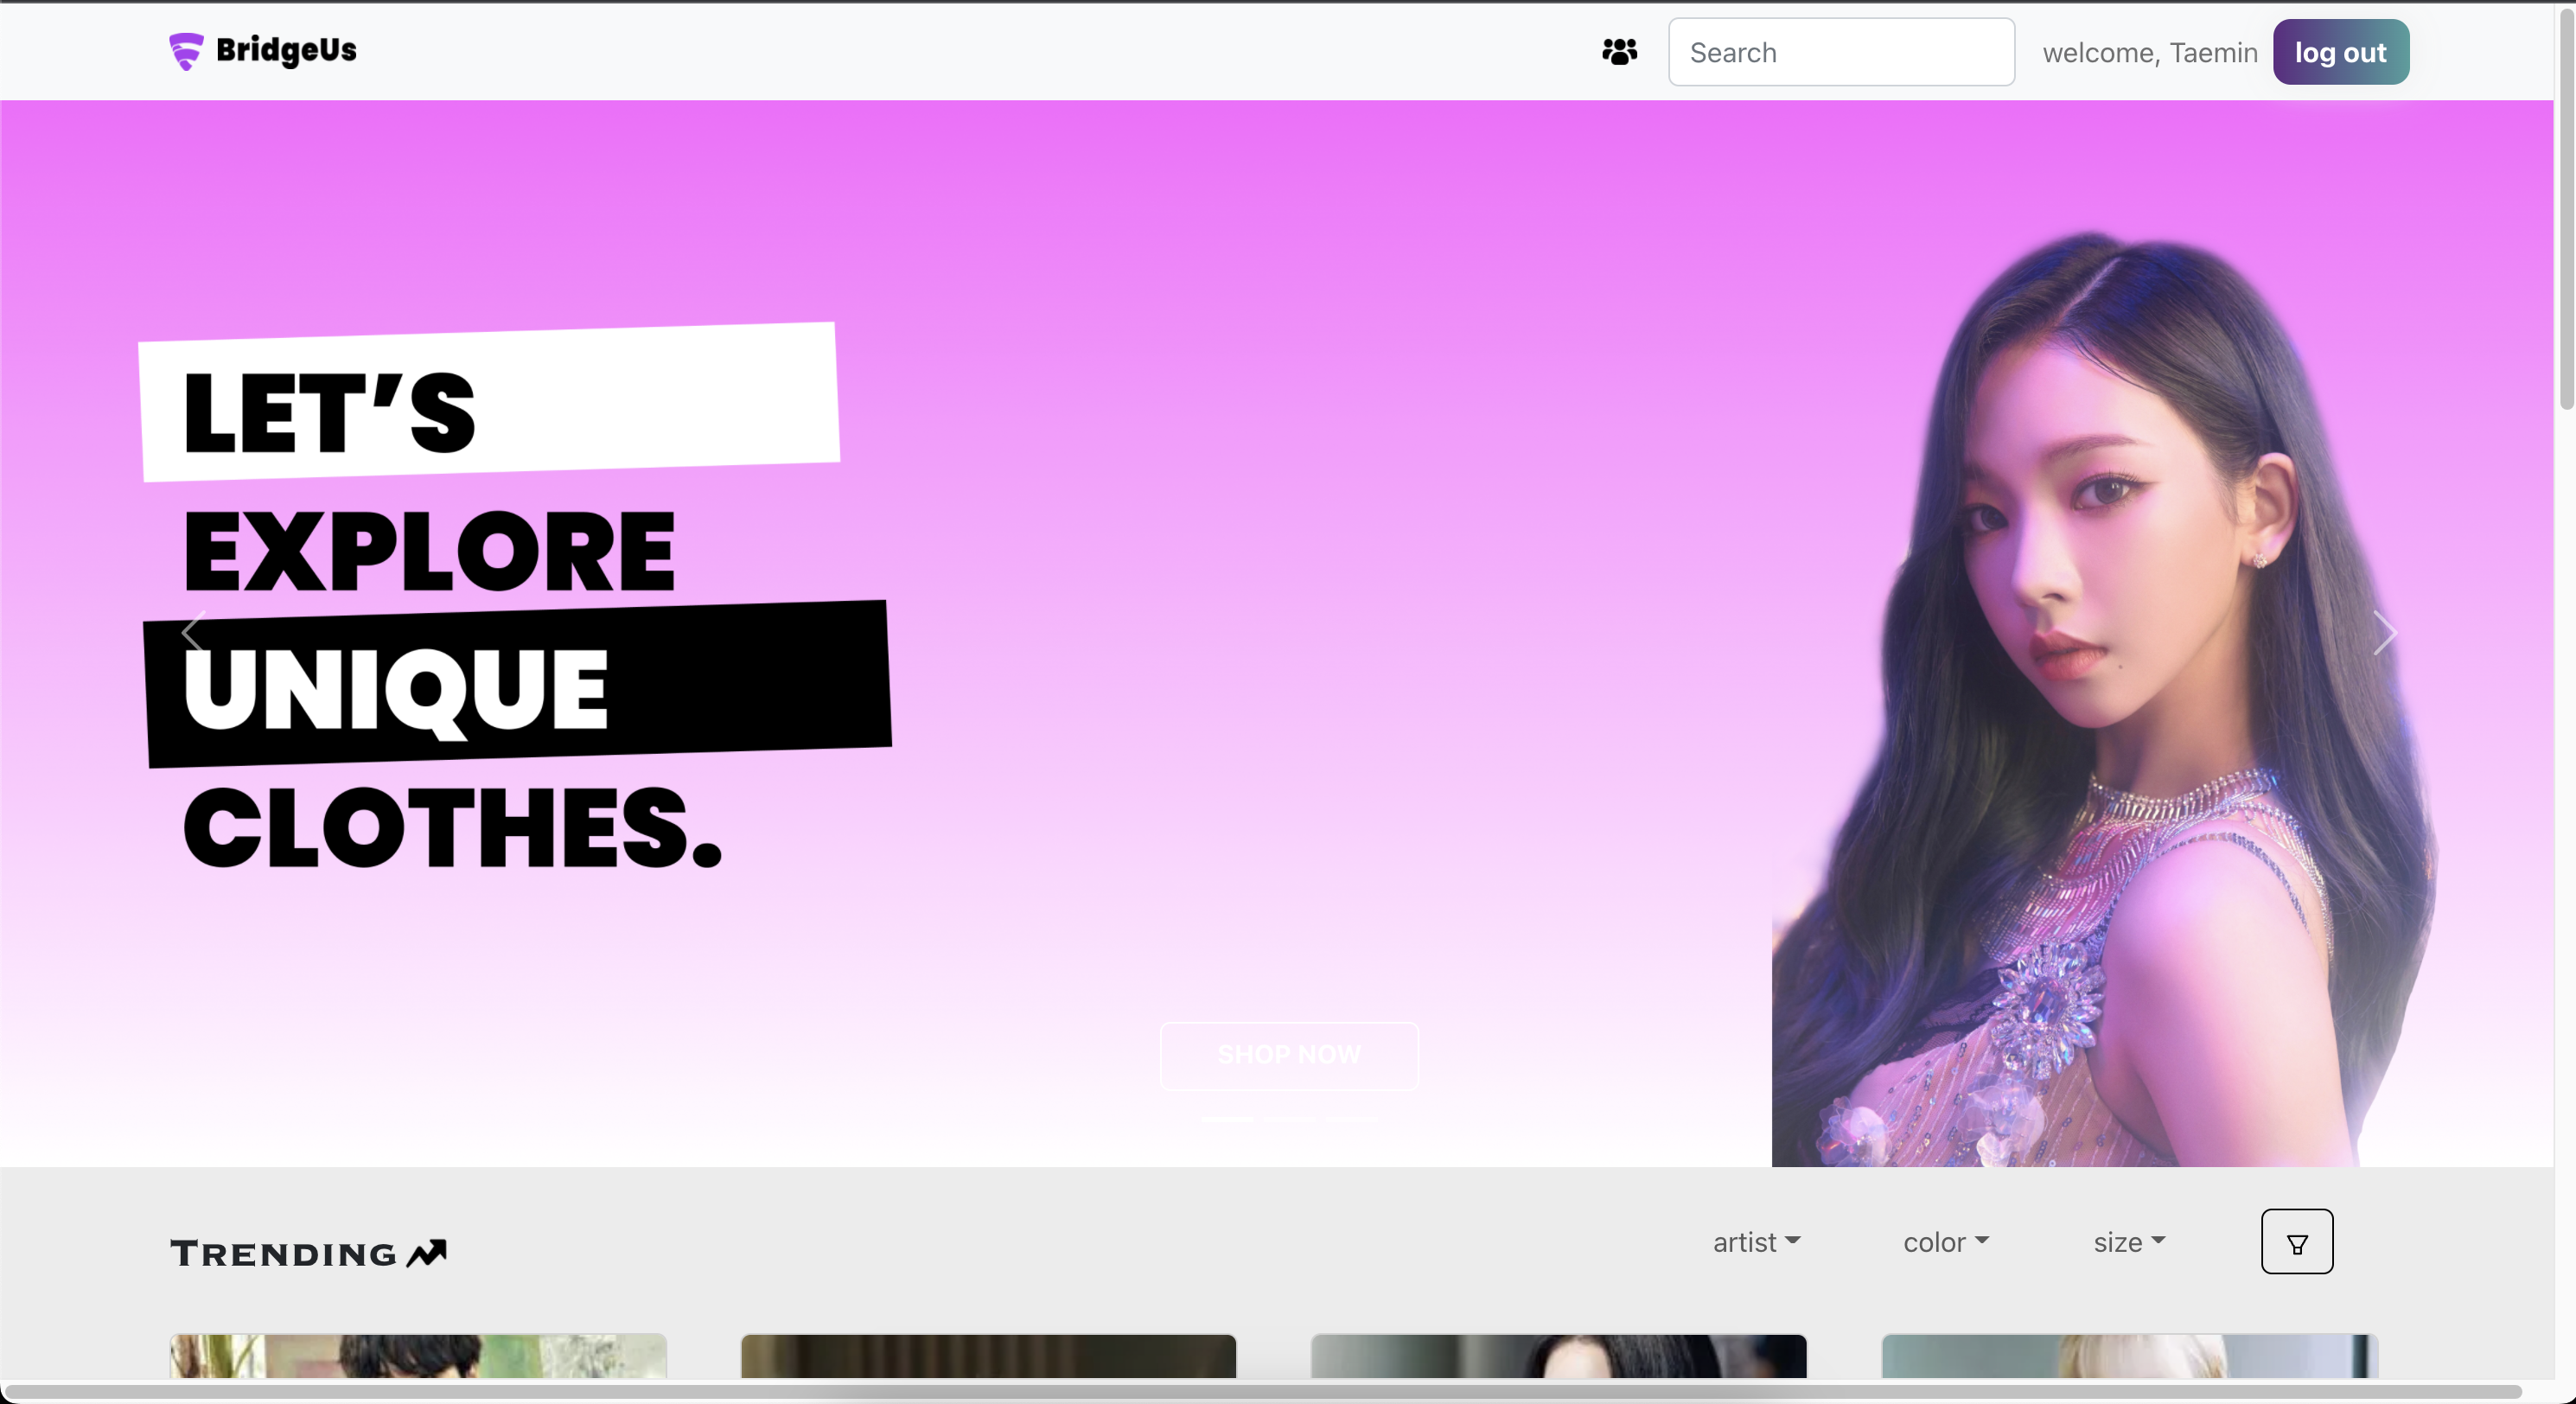 BridgeUs
Search
welcome, Taemin
log out
LET’S
EXPLORE
UNIQUE
CLOTHES.
SHOP NOW
TRENDING
artist
color
size